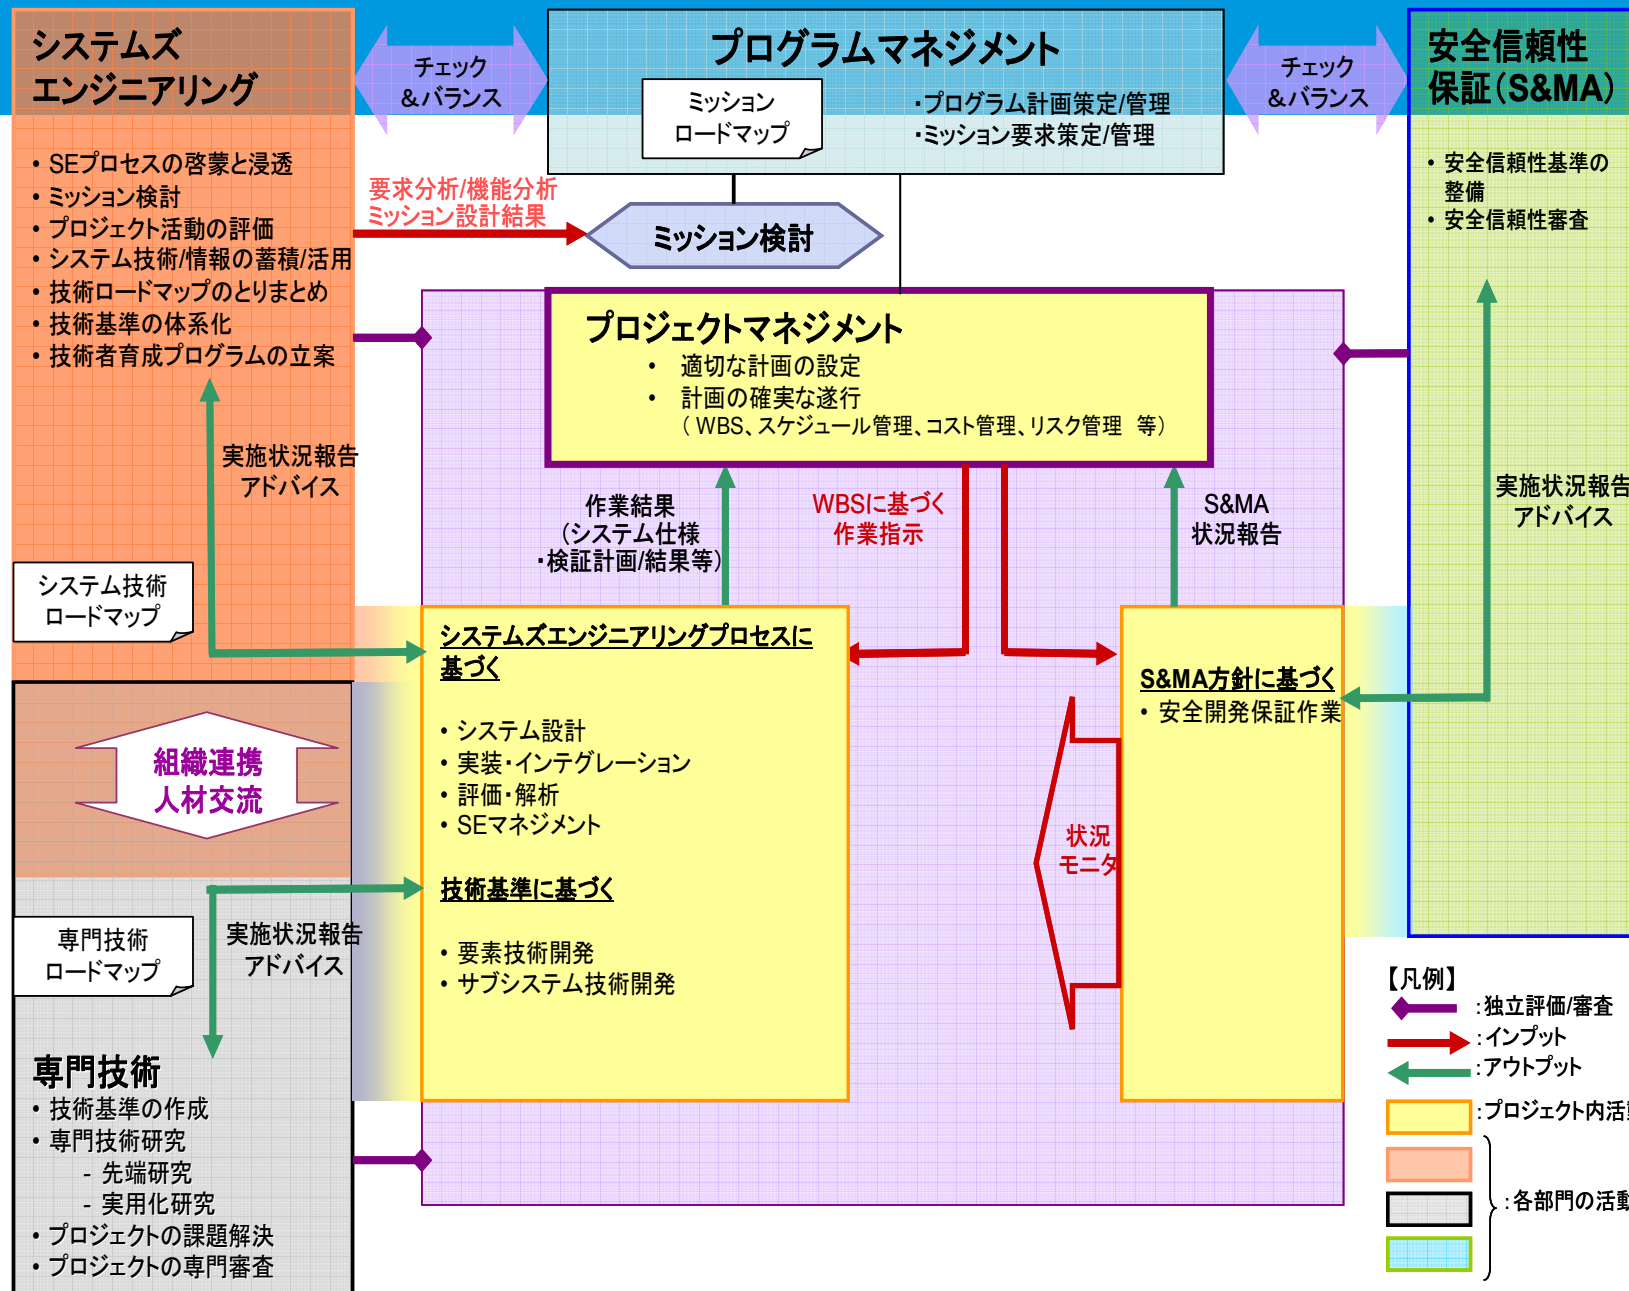 システムズ
エンジニアリング
・ SEプロセスの啓蒙と浸透
・ ミッション検討
・ プロジェクト活動の評価
・ システム技術/情報の蓄積/活用
・ 技術ロードマップのとりまとめ
・ 技術基準の体系化
・ 技術者育成プログラムの立案
チェック
＆バランス
プログラムマネジメント
ミッション
ロードマップ
・プログラム計画策定/管理
・ミッション要求策定/管理
チェック
＆バランス
安全信頼性
保証（S&MA）
・ 安全信頼性基準の
整備
・ 安全信頼性審査
要求分析/機能分析
ミッション設計結果
ミッション検討
プロジェクトマネジメント
・ 適切な計画の設定
・ 計画の確実な遂行
（ WBS、スケジュール管理、コスト管理、リスク管理 等）
実施状況報告
アドバイス
作業結果
（システム仕様
・検証計画/結果等）
WBSに基づく
作業指示
S&MA
状況報告
実施状況報告
アドバイス
システム技術
ロードマップ
システムズエンジニアリングプロセスに
基づく
・ システム設計
・ 実装・インテグレーション
・ 評価・解析
・ SEマネジメント
技術基準に基づく
・ 要素技術開発
・ サブシステム技術開発
S&MA方針に基づく
・ 安全開発保証作業
状況
モニタ
組織連携
人材交流
専門技術
ロードマップ
実施状況報告
アドバイス
専門技術
・ 技術基準の作成
・ 専門技術研究
- 先端研究
- 実用化研究
・ プロジェクトの課題解決
・ プロジェクトの専門審査
【凡例】
：独立評価/審査
：インプット
：アウトプット
：プロジェクト内活動
：各部門の活動